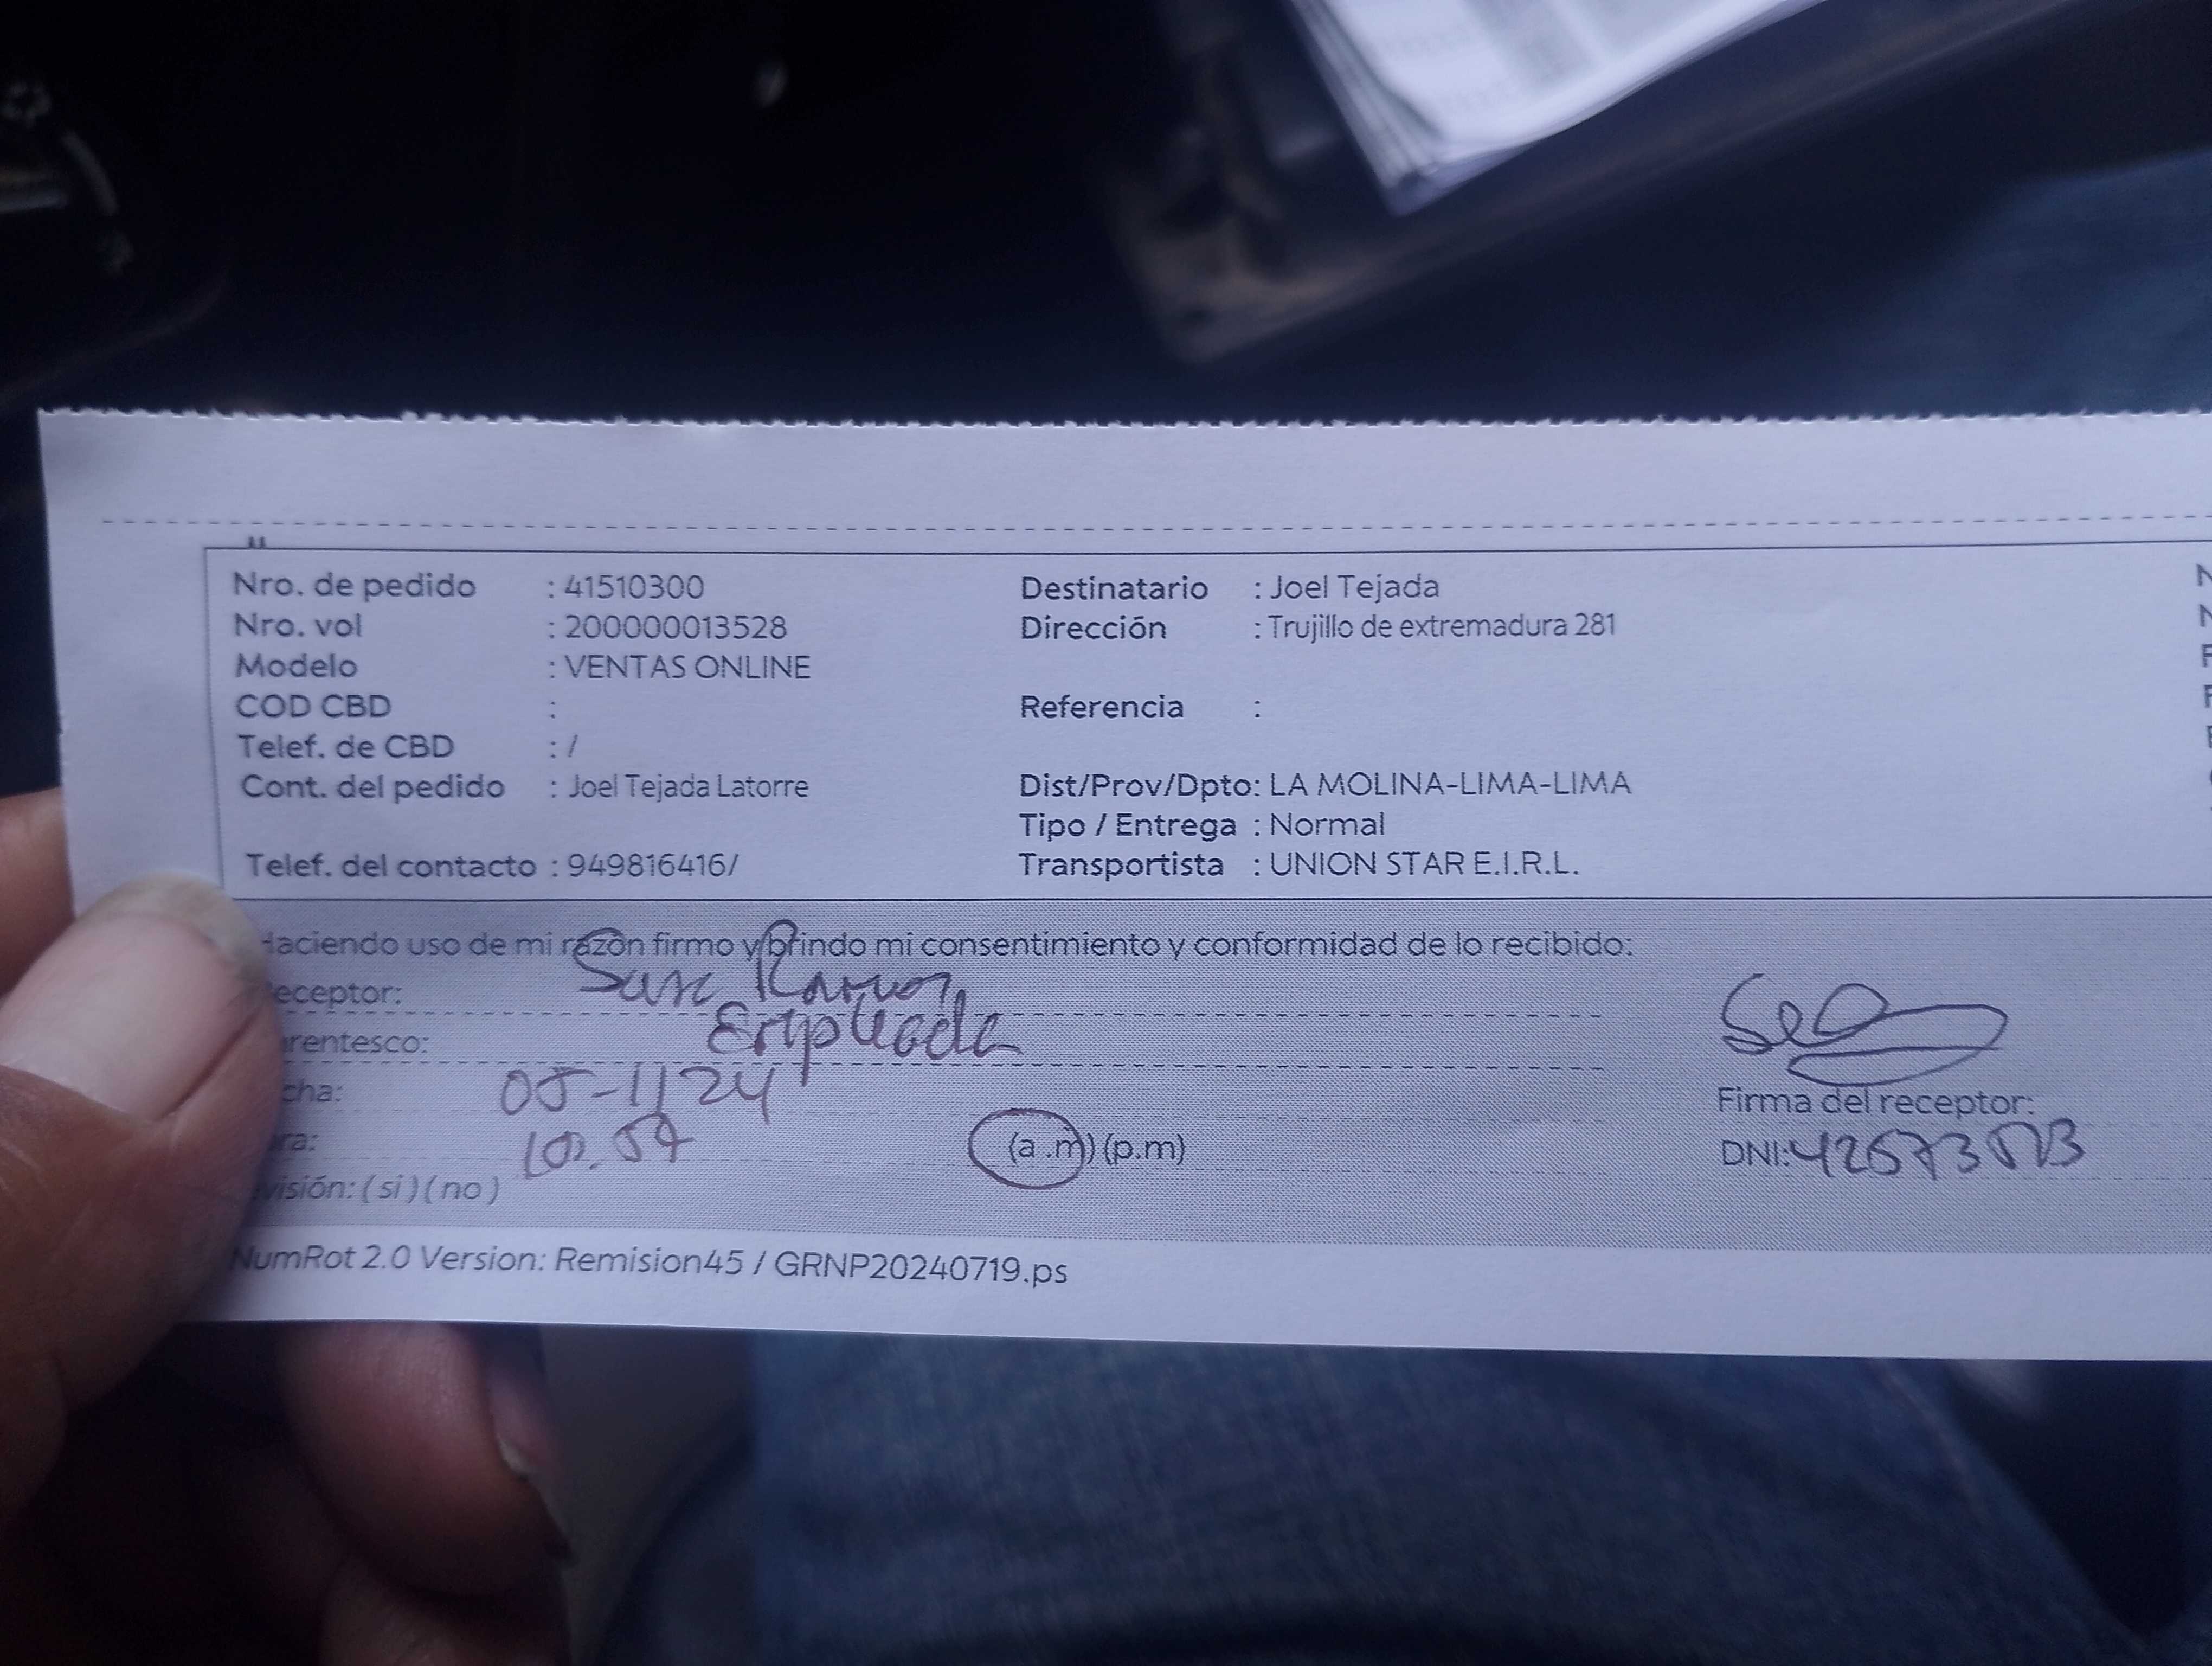 Nro. de pedido : 41510300
Nro. vol : 200000013528
Modelo : VENTAS ONLINE
COD CBD :
Telef. de CBD : /
Cont. del pedido : Joel Tejada Latorre
Telef. del contacto : 949816416/
Destinatario : Joel Tejada
Dirección : Trujillo de extremadura 281
Referencia :
Dist/Prov/Dpto: LA MOLINA-LIMA-LIMA
Tipo / Entrega : Normal
Transportista : UNION STAR E.I.R.L.
Haciendo uso de mi razón firmo y brindo mi consentimiento y conformidad de lo recibido:
eceptor: Ramos
rentesco: Empleada
cha: 05-11 24
ra: 10.57 (a.m) (p.m)
visión: (si) (no)
Firma del receptor:
DNI:
NumRot 2.0 Version: Remision45 / GRNP20240719.ps